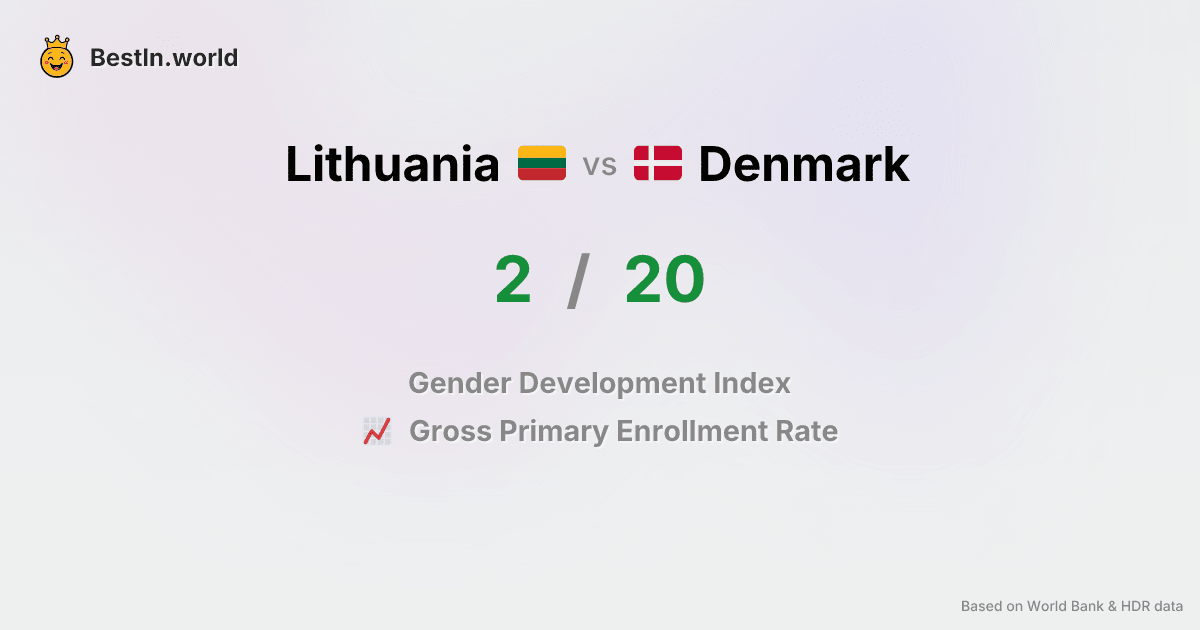 BestIn.world
Lithuania vs Denmark
2 / 20
Gender Development Index
Gross Primary Enrollment Rate
Based on World Bank & HDR data